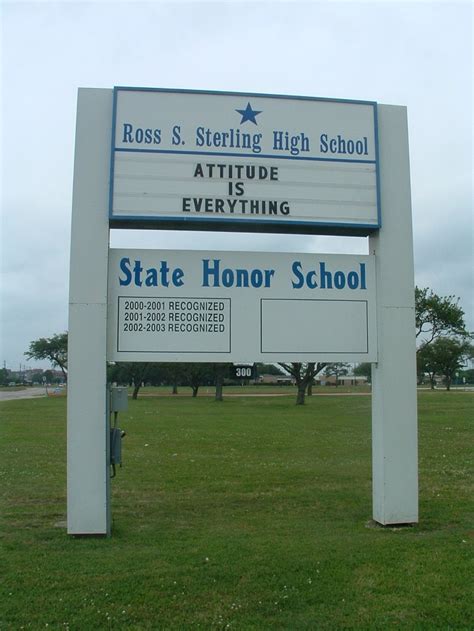 Ross S. Sterling High School
ATTITUDE
IS
EVERYTHING
State Honor School
2000-2001 RECOGNIZED
2001-2002 RECOGNIZED
2002-2003 RECOGNIZED
300